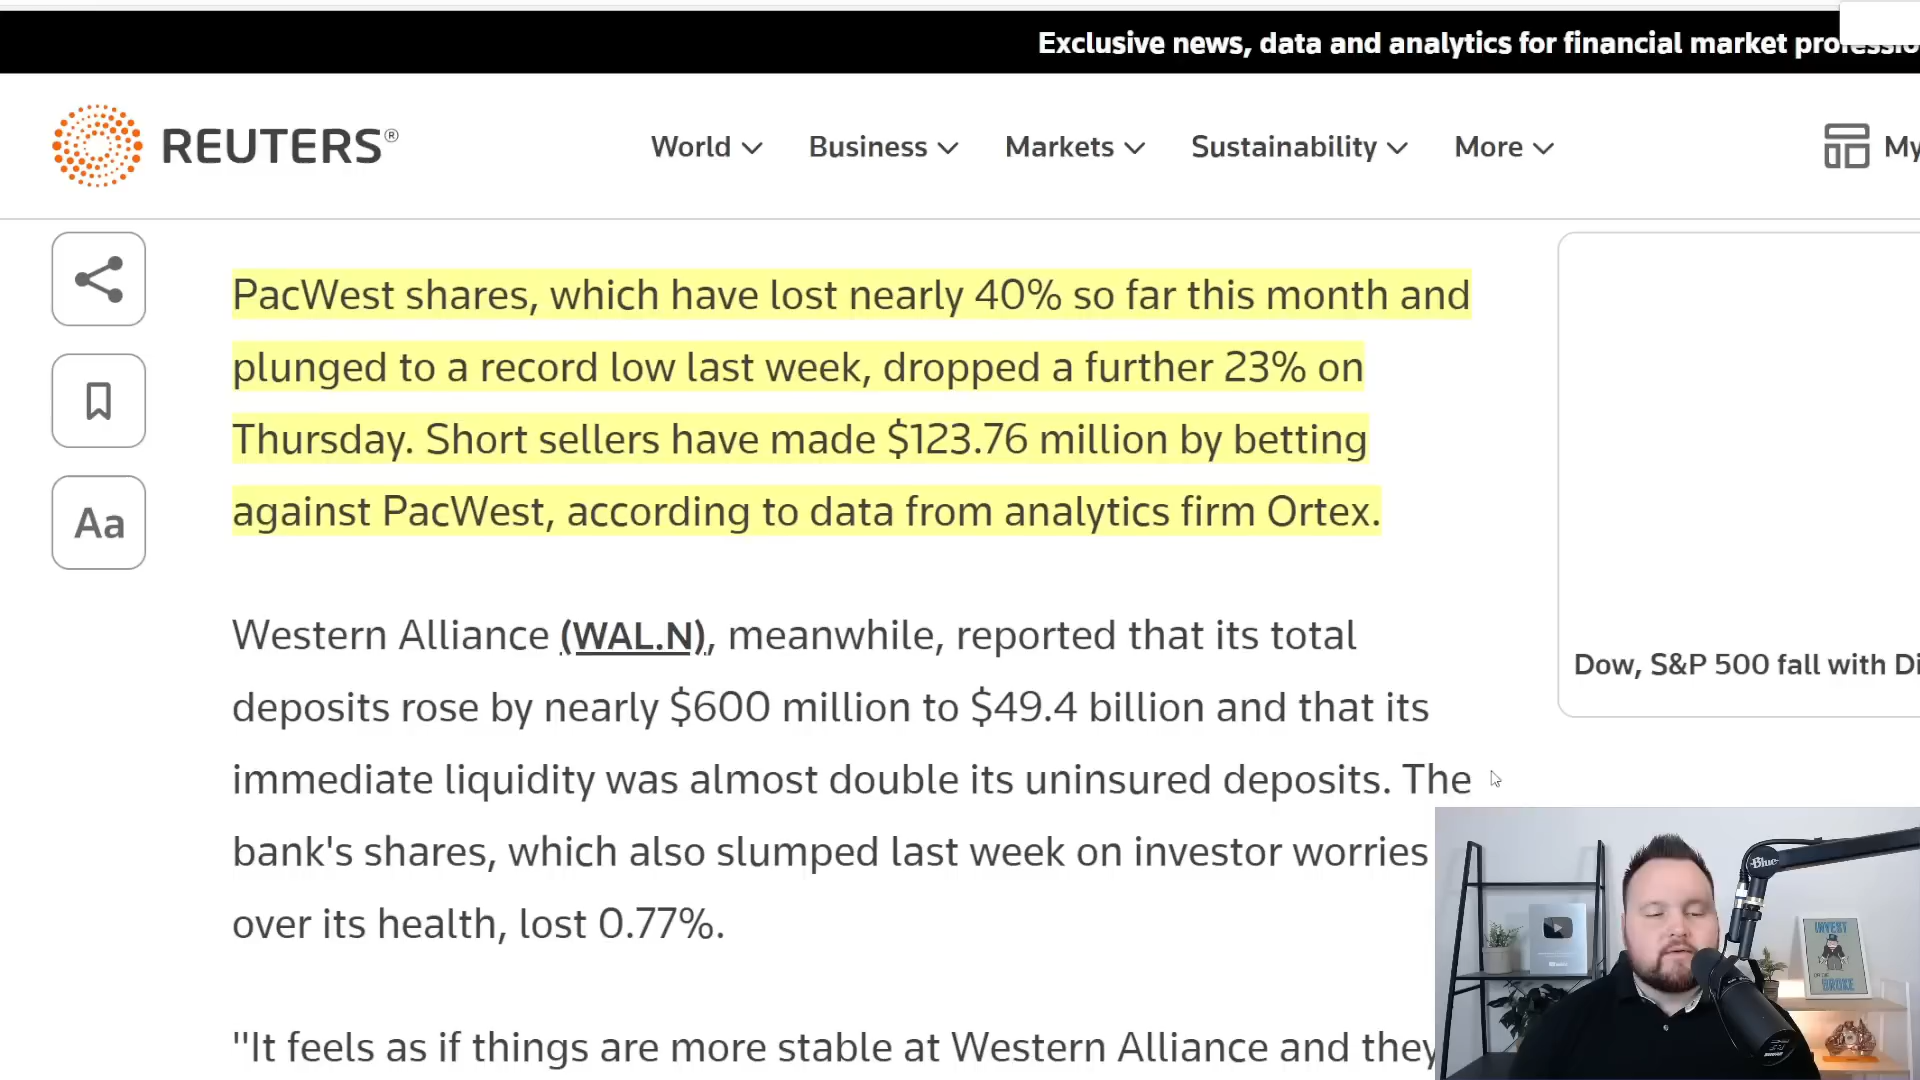 Exclusive news, data and analytics for financial market
REUTERS®
World
Business
Markets
Sustainability
More
My
Aa
PacWest shares, which have lost nearly 40% so far this month and
plunged to a record low last week, dropped a further 23% on
Thursday. Short sellers have made $123.76 million by betting
against PacWest, according to data from analytics firm Ortex.
Western Alliance (WAL.N), meanwhile, reported that its total
deposits rose by nearly $600 million to $49.4 billion and that its
immediate liquidity was almost double its uninsured deposits. The
bank's shares, which also slumped last week on investor worries
over its health, lost 0.77%.
"It feels as if things are more stable at Western Alliance and they
Dow, S&P 500 fall with Di
Blue
INVEST
BROKE